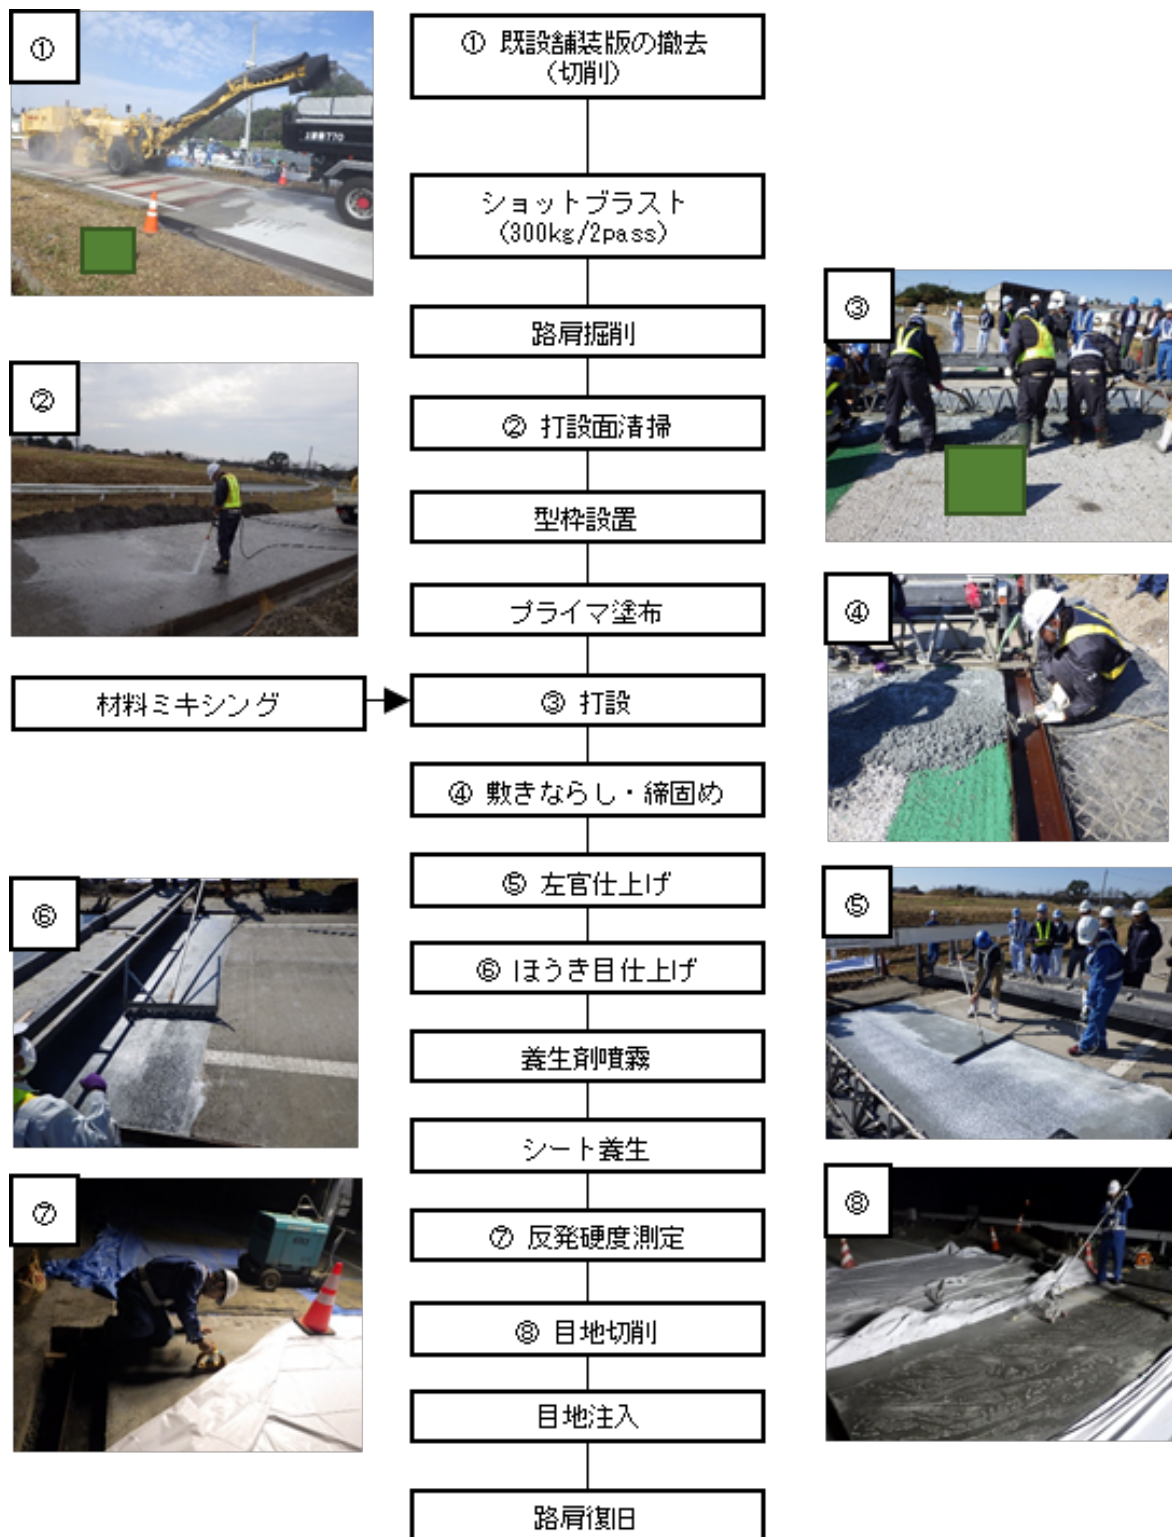 ①
① 既設舗装版の撤去
(切削)
ショットブラスト
(300kg/2pass)
③
路肩掘削
②
② 打設面清掃
型枠設置
④
プライマ塗布
材料ミキシング
③ 打設
④ 敷きならし・締固め
⑤ 左官仕上げ
⑥
⑤
⑥ ほうき目仕上げ
養生剤噴霧
シート養生
⑦
⑧
⑦ 反発硬度測定
⑧ 目地切削
目地注入
路肩復旧